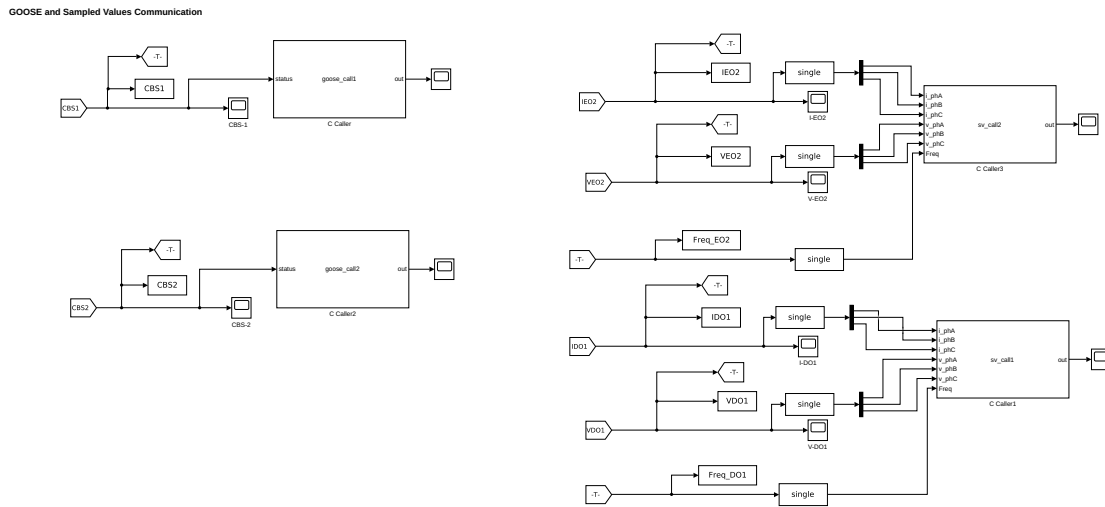 GOOSE and Sampled Values Communication
-T-
CBS1
CBS1
CBS-1
status
goose_call1
out
C Caller
-T-
CBS2
CBS2
CBS-2
status
goose_call2
out
C Caller2
-T-
IEO2
IEO2
single
I-EO2
-T-
VEO2
VEO2
single
V-EO2
i_phA
i_phB
i_phC
v_phA
v_phB
v_phC
Freq
sv_call2
out
C Caller3
Freq_EO2
-T-
single
-T-
IDO1
IDO1
single
I-DO1
-T-
VDO1
VDO1
single
V-DO1
i_phA
i_phB
i_phC
v_phA
v_phB
v_phC
Freq
sv_call1
out
C Caller1
Freq_DO1
-T-
single